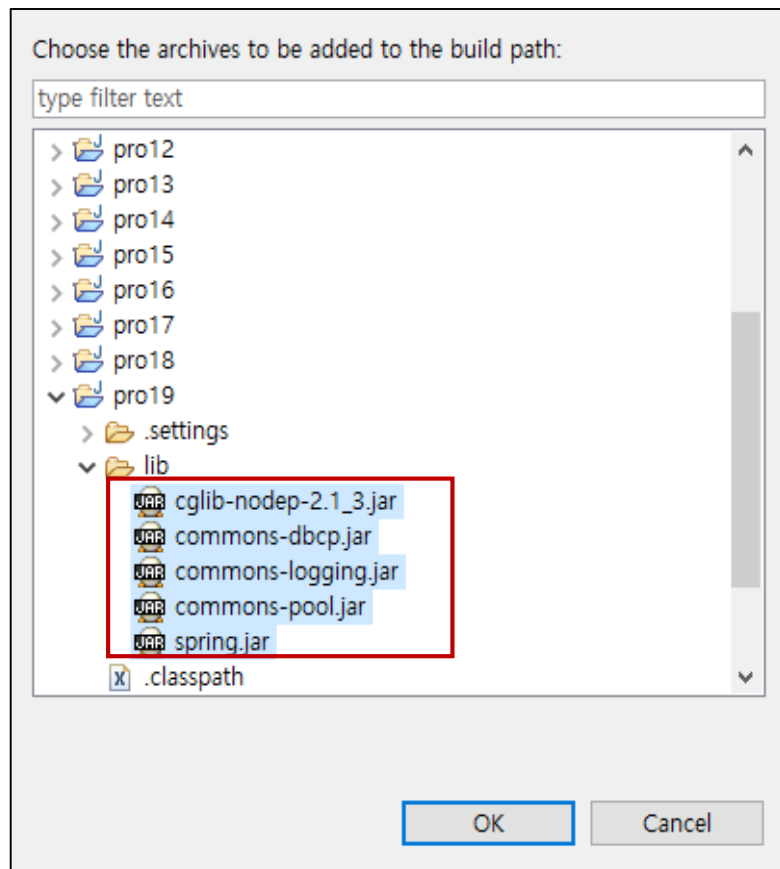 Choose the archives to be added to the build path:
type filter text
pro12
pro13
pro14
pro15
pro16
pro17
pro18
pro19
.settings
lib
cglib-nodep-2.1_3.jar
commons-dbcp.jar
commons-logging.jar
commons-pool.jar
spring.jar
.classpath
OK Cancel